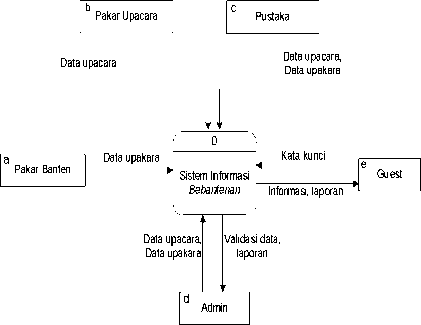 b
Pakar Upacara
c
Pustaka
Data upacara
Data upacara,
Data upakara
0
a
Pakar Banten
Data upakara
Sistem Informasi
Bebantenan
Kata kunci
e
Guest
Informasi, laporan
Data upacara,
Data upakara
Validasi data,
laporan
d
Admin